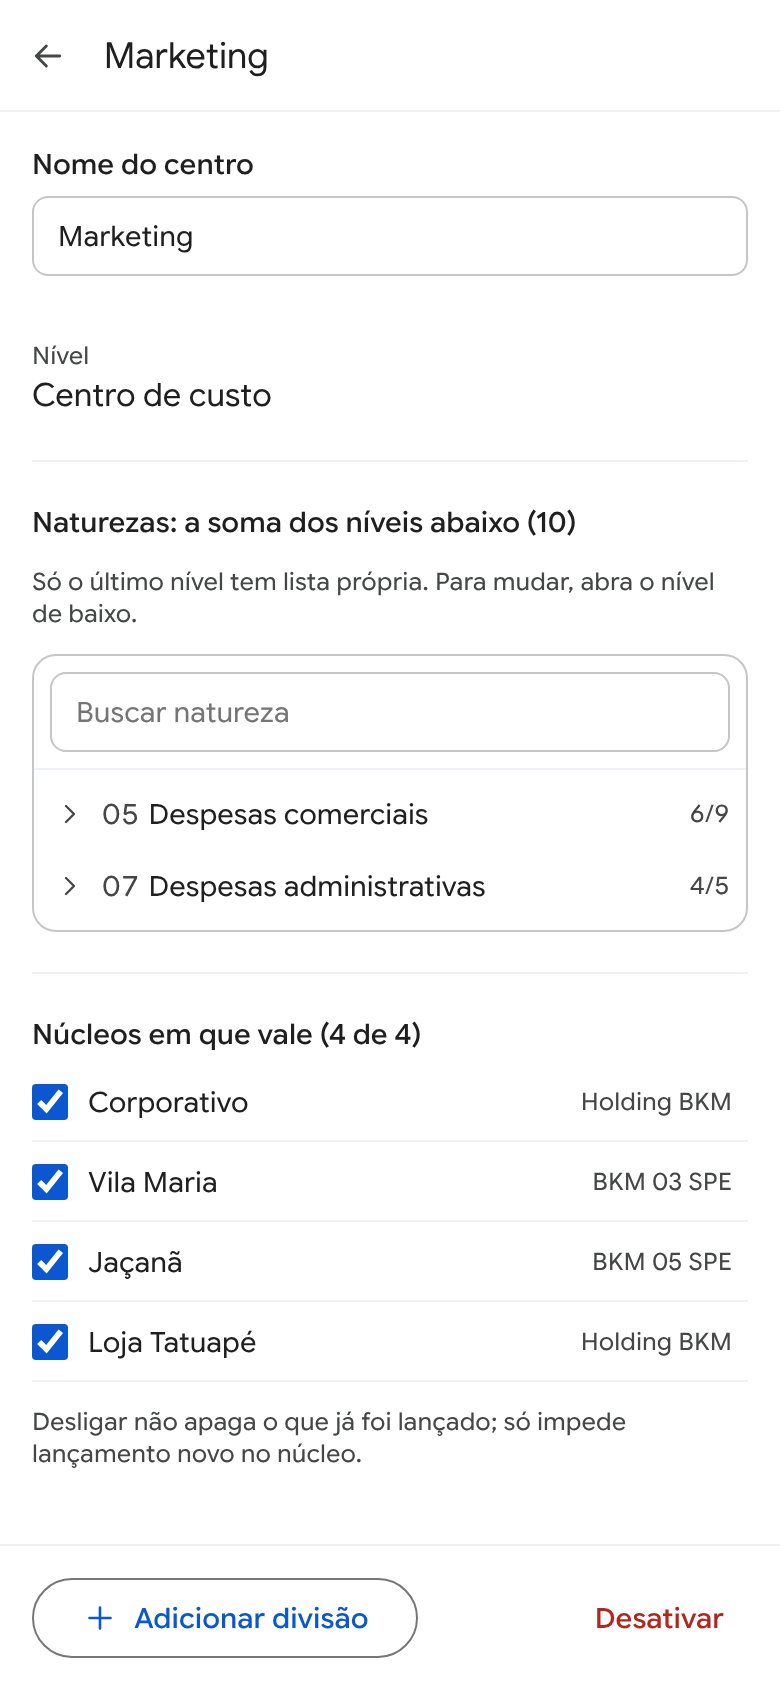 Marketing
Nome do centro
Marketing
Nível
Centro de custo
Naturezas: a soma dos níveis abaixo (10)
Só o último nível tem lista própria. Para mudar, abra o nível
de baixo.
Buscar natureza
05 Despesas comerciais 6/9
07 Despesas administrativas 4/5
Núcleos em que vale (4 de 4)
Corporativo Holding BKM
Vila Maria BKM 03 SPE
Jaçanã BKM 05 SPE
Loja Tatuapé Holding BKM
Desligar não apaga o que já foi lançado; só impede
lançamento novo no núcleo.
+ Adicionar divisão Desativar